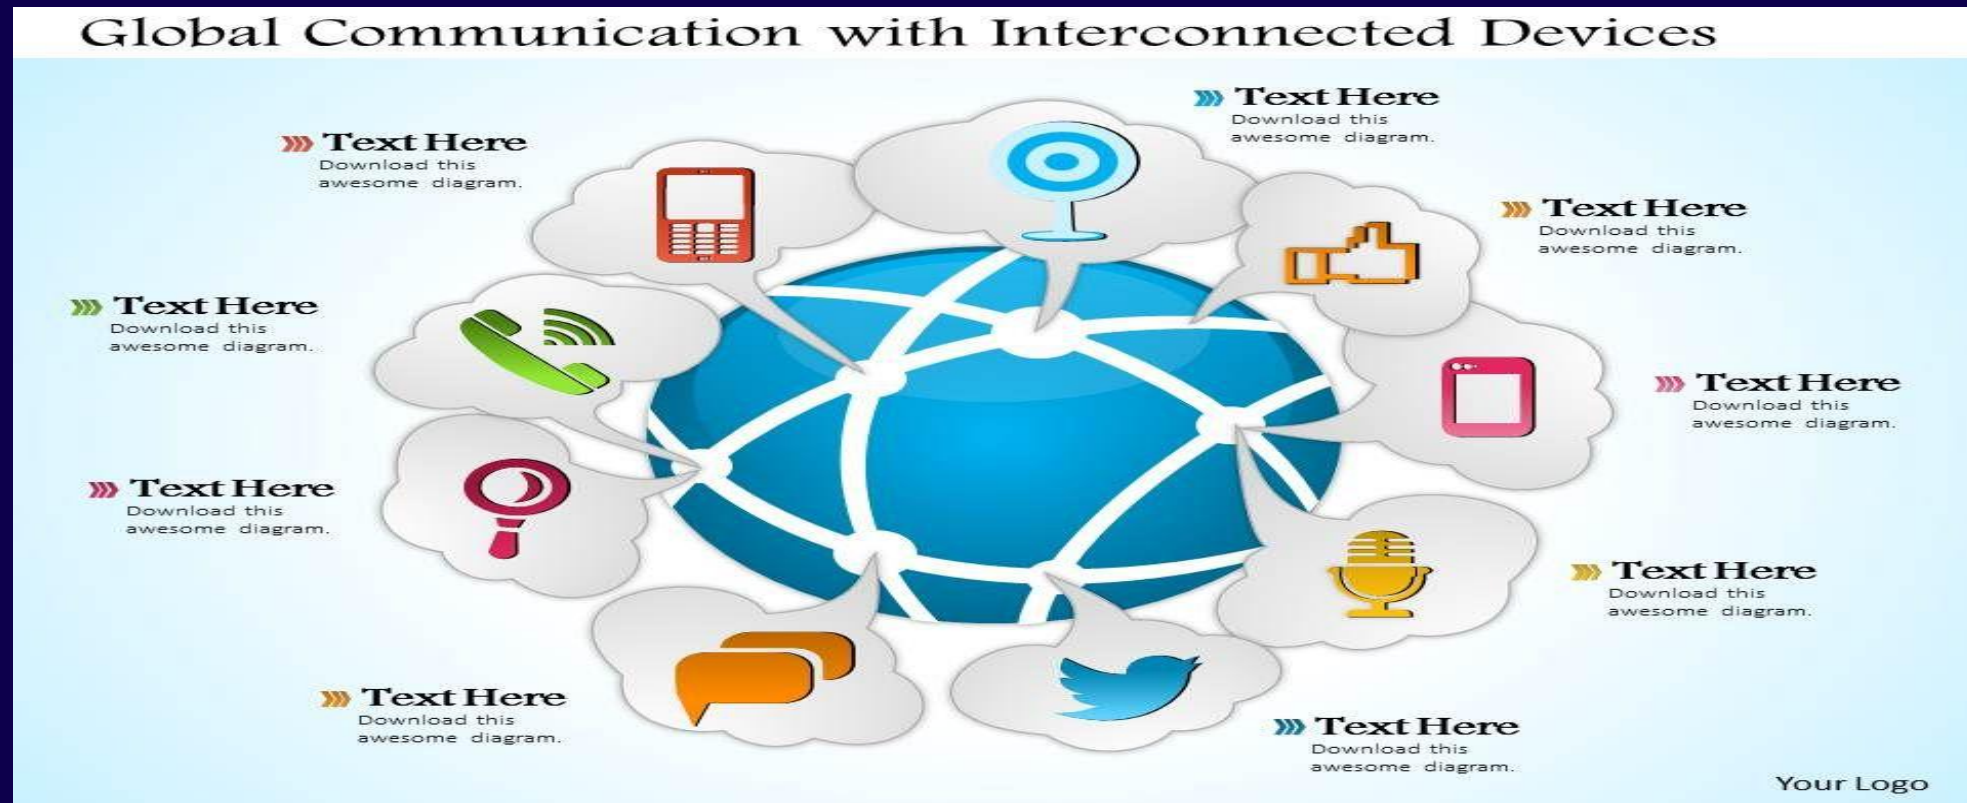 Global Communication with Interconnected Devices
Text Here
Download this
awesome diagram.
Text Here
Download this
awesome diagram.
Text Here
Download this
awesome diagram.
Text Here
Download this
awesome diagram.
Text Here
Download this
awesome diagram.
Text Here
Download this
awesome diagram.
Text Here
Download this
awesome diagram.
Text Here
Download this
awesome diagram.
Text Here
Download this
awesome diagram.
Your Logo